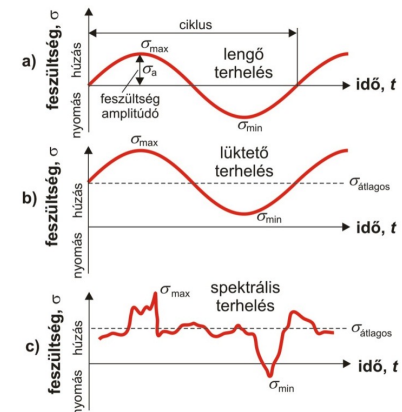 a)
feszültség, σ
nyomás húzás
ciklus
σmax
σa
feszültség
amplitúdó
lengő
terhelés
σmin
idő, t
b)
feszültség, σ
nyomás húzás
σmax
lüktető
terhelés
σátlagos
σmin
idő, t
c)
feszültség, σ
nyomás húzás
σmax
spektrális
terhelés
σátlagos
σmin
idő, t